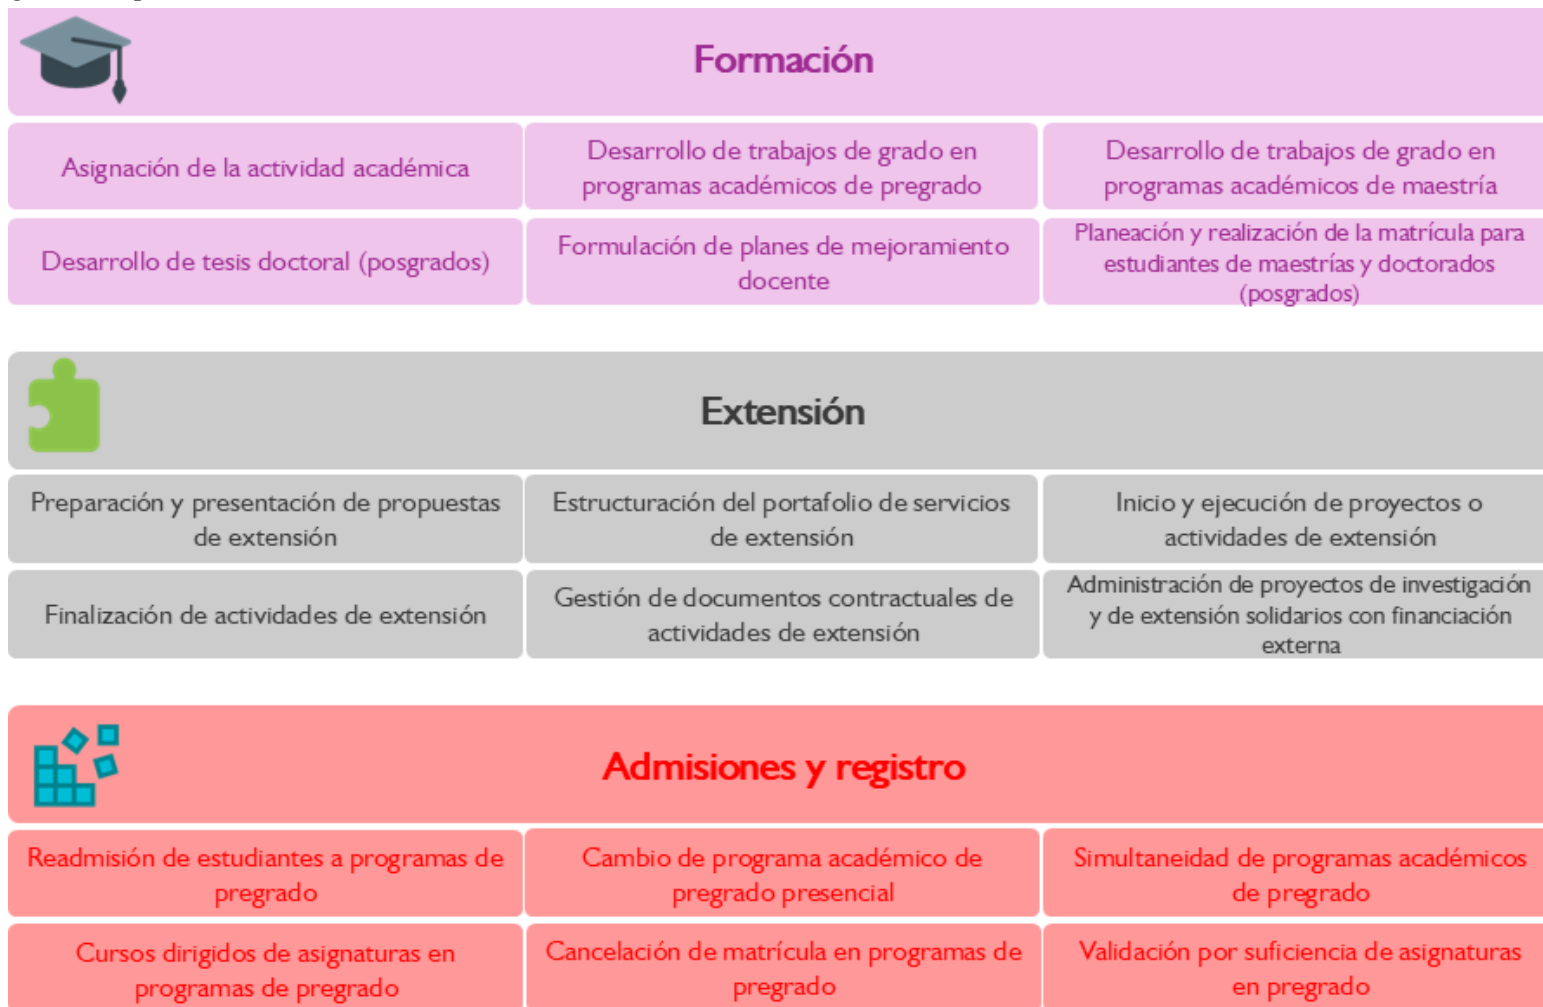 Formación
Asignación de la actividad académica
Desarrollo de trabajos de grado en
programas académicos de pregrado
Desarrollo de trabajos de grado en
programas académicos de maestría
Desarrollo de tesis doctoral (posgrados)
Formulación de planes de mejoramiento
docente
Planeación y realización de la matrícula para
estudiantes de maestrías y doctorados
(posgrados)
Extensión
Preparación y presentación de propuestas
de extensión
Estructuración del portafolio de servicios
de extensión
Inicio y ejecución de proyectos o
actividades de extensión
Finalización de actividades de extensión
Gestión de documentos contractuales de
actividades de extensión
Administración de proyectos de investigación
y de extensión solidarios con financiación
externa
Admisiones y registro
Readmisión de estudiantes a programas de
pregrado
Cambio de programa académico de
pregrado presencial
Simultaneidad de programas académicos
de pregrado
Cursos dirigidos de asignaturas en
programas de pregrado
Cancelación de matrícula en programas de
pregrado
Validación por suficiencia de asignaturas
en pregrado